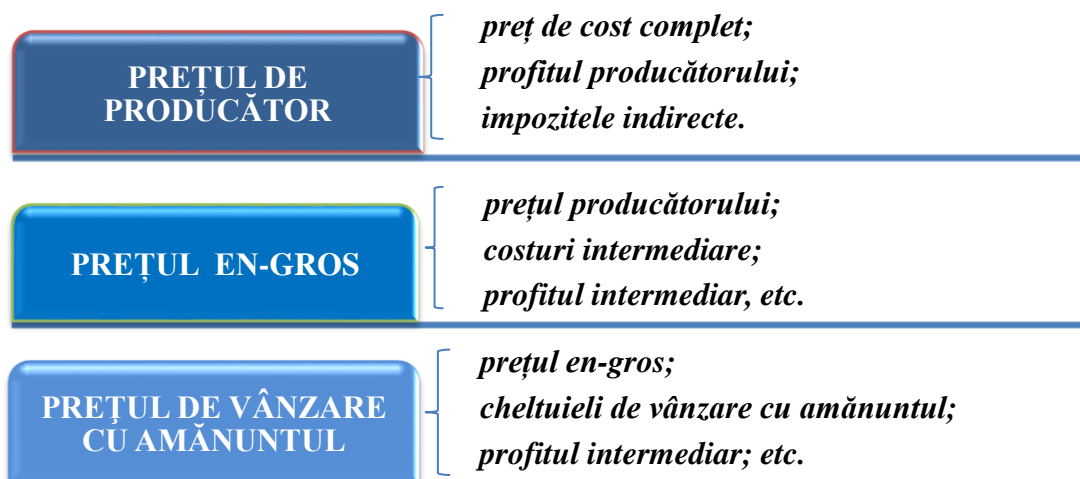 PREȚUL DE
PRODUCĂTOR
preț de cost complet;
profitul producătorului;
impozitele indirecte.
PREȚUL EN-GROS
prețul producătorului;
costuri intermediare;
profitul intermediar, etc.
PREŢUL DE VÂNZARE
CU AMĂNUNTUL
prețul en-gros;
cheltuieli de vânzare cu amănuntul;
profitul intermediar; etc.